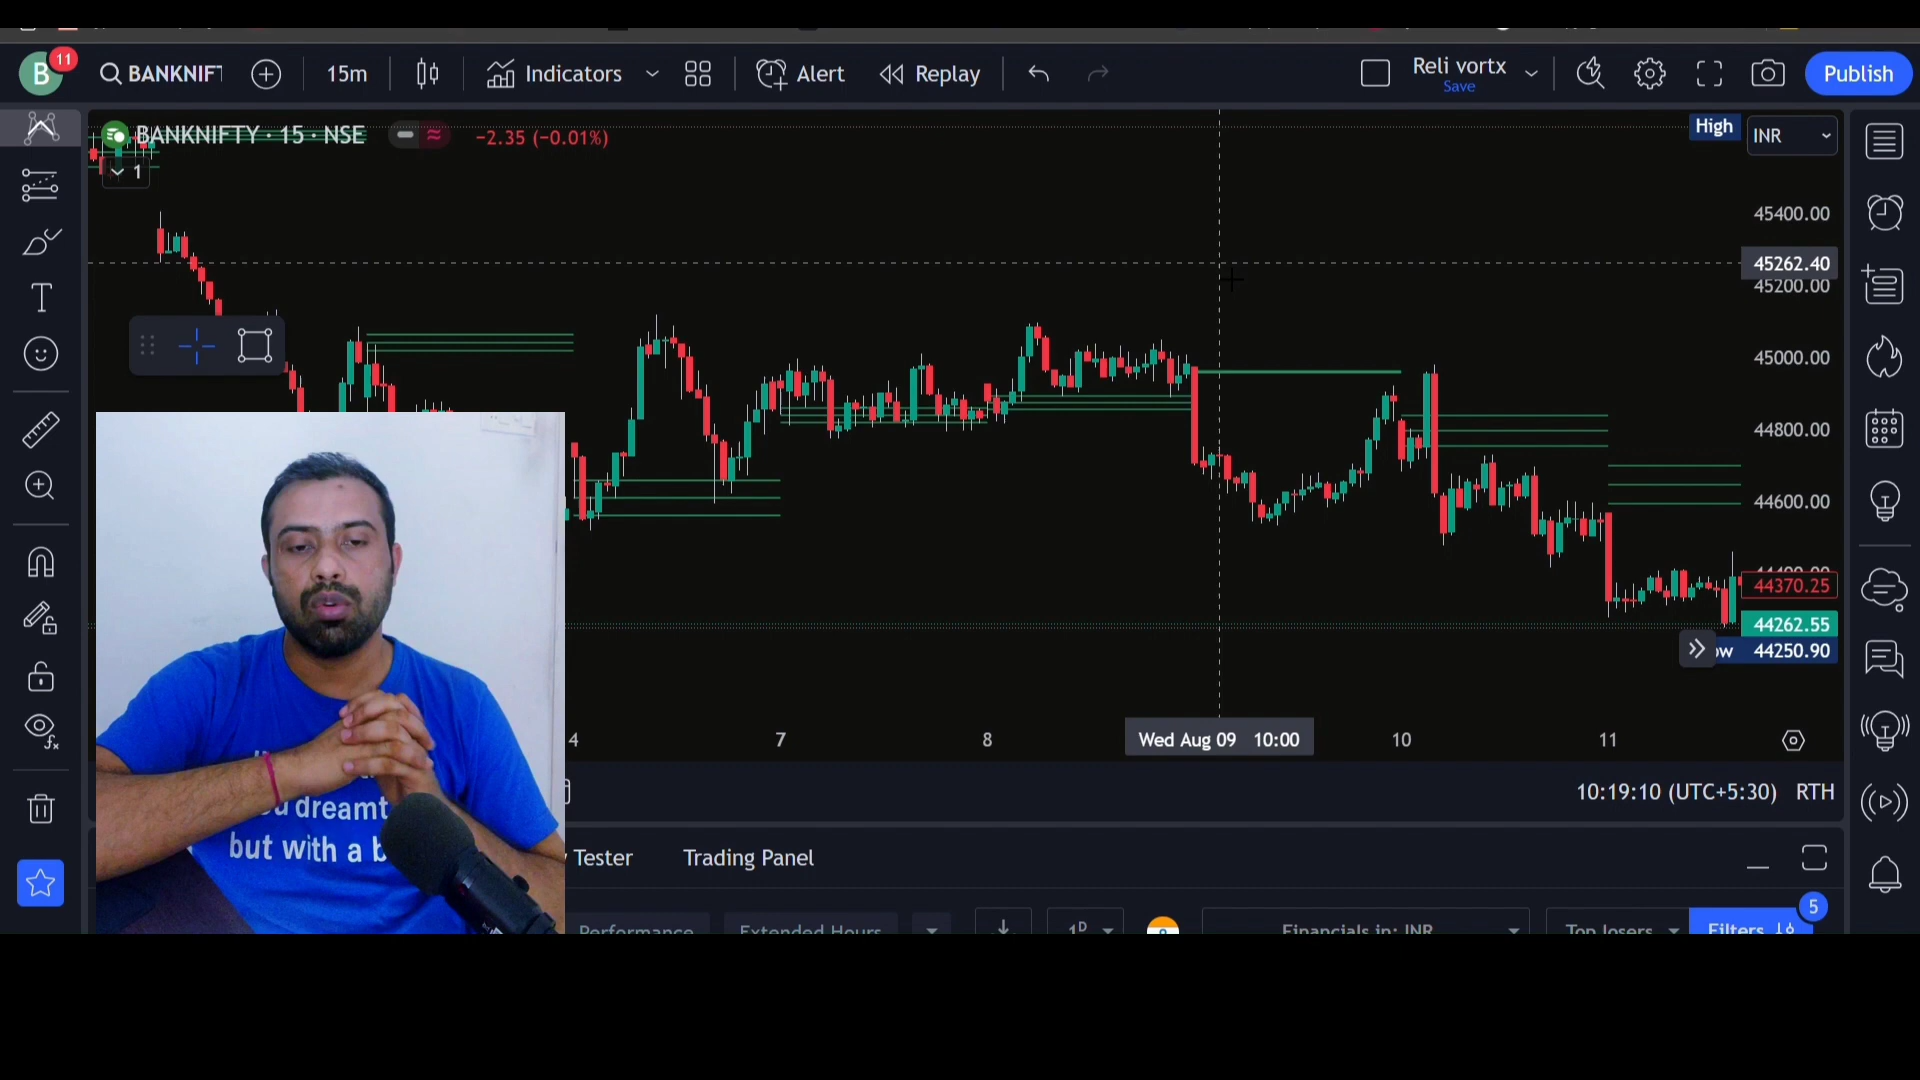 B
11
BANKNIFT
15m
Indicators
Alert
Replay
Reli vortx
Save
Publish
BANKNIFTY · 15 · NSE
−2.35 (−0.01%)
1
High
INR
45400.00
45262.40
45200.00
45000.00
44800.00
44600.00
44370.25
44262.55
44250.90
4
7
8
Wed Aug 09 10:00
10
11
10:19:10 (UTC+5:30) RTH
dreamt
but with a b
Tester
Trading Panel
Performance
Extended Hours
1D
Financials in: INR
Top losers
Filters
5